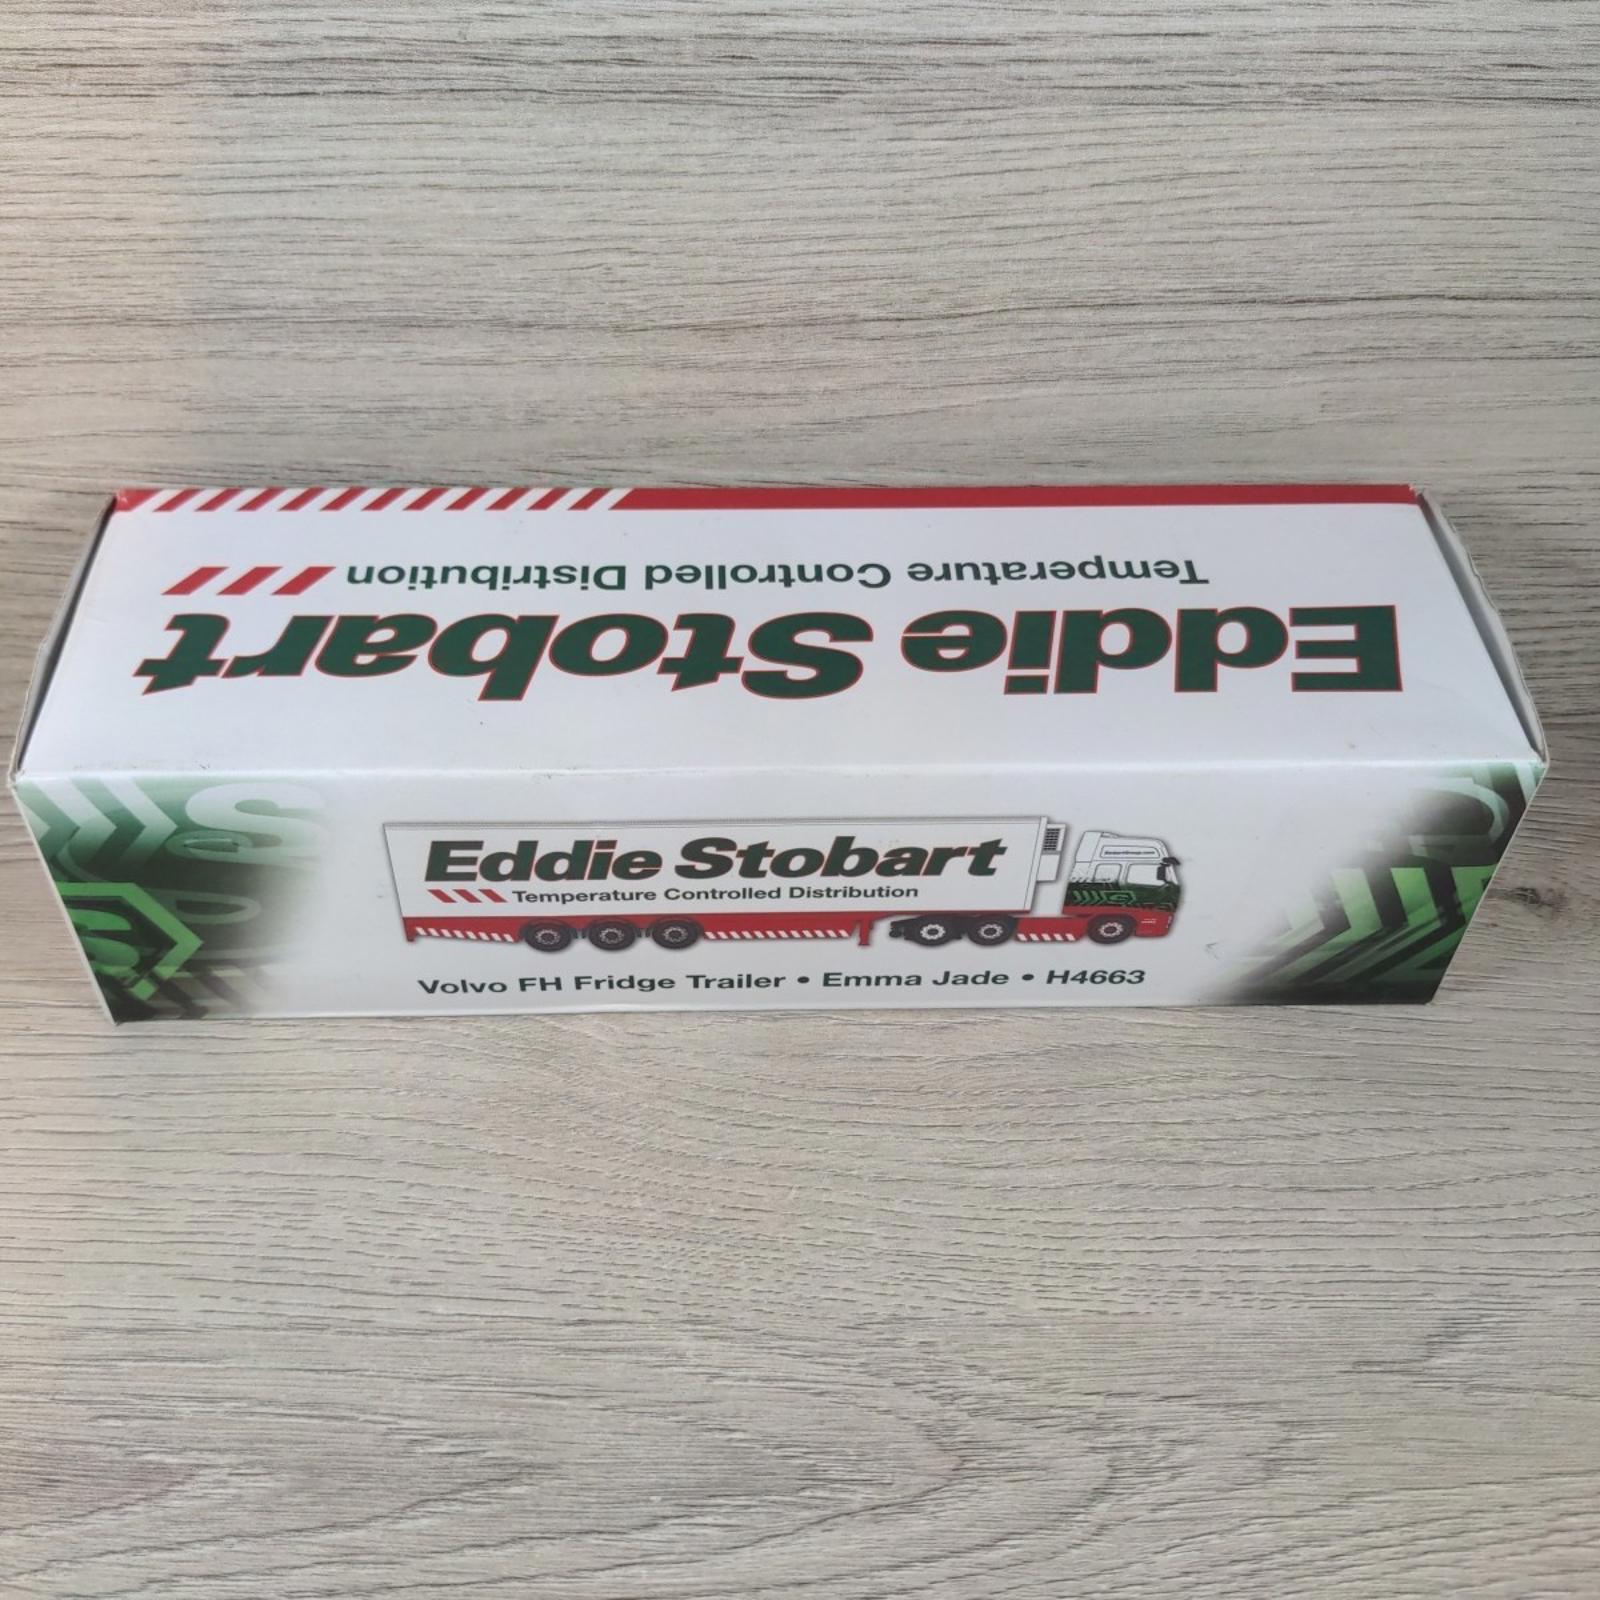 Temperature Controlled Distribution
Eddie Stobart
Eddie Stobart
Temperature Controlled Distribution
Volvo FH Fridge Trailer • Emma Jade • H4663